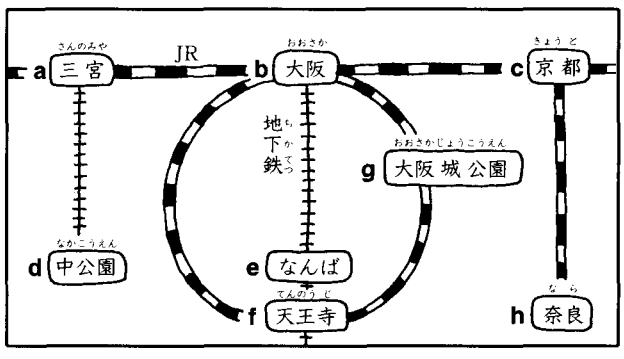 さんのみや
a 三宮
JR
おおさか
b 大阪
きょうと
c 京都
地下鉄
ちかてつ
おおさかじょうこうえん
g 大阪城公園
なかこうえん
d 中公園
e なんば
てんのうじ
f 天王寺
なら
h 奈良